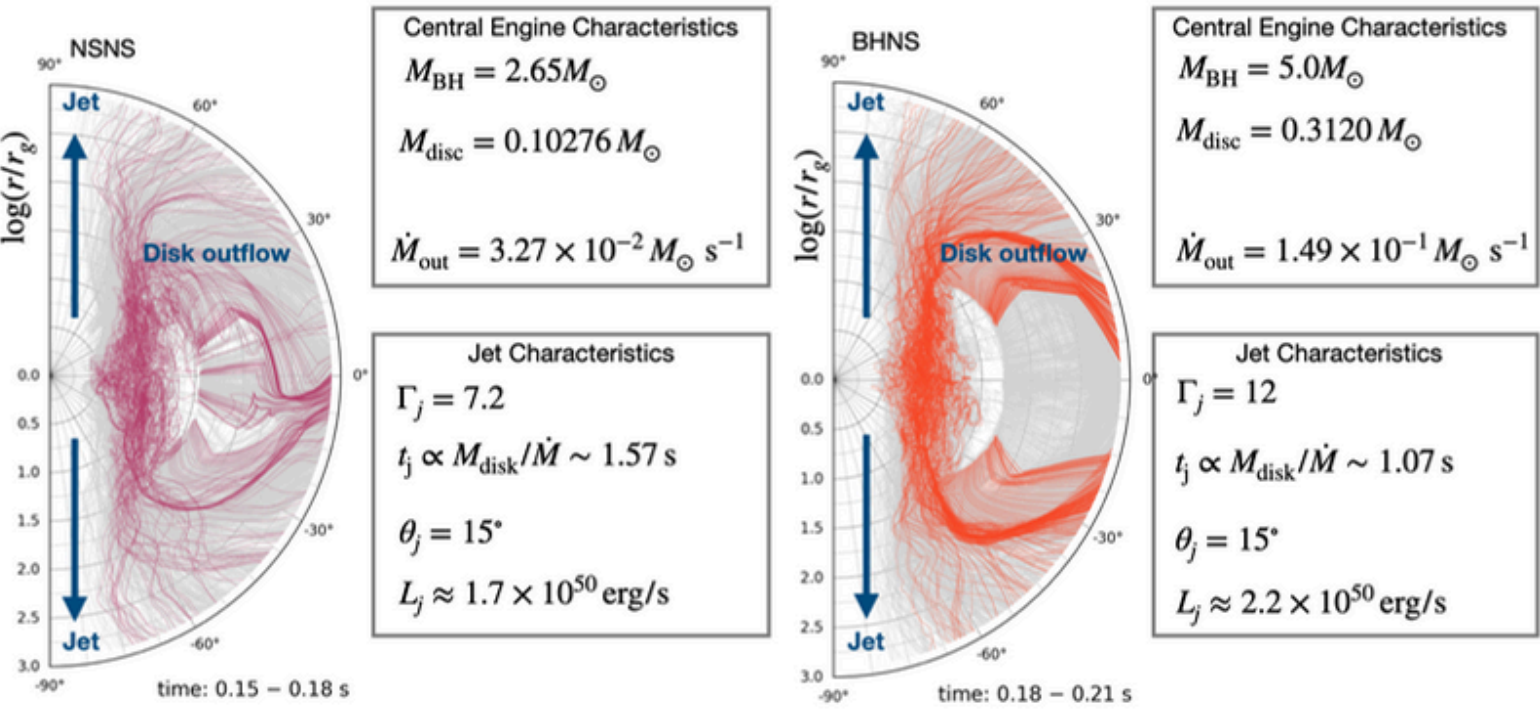 NSNS
90°
Jet
60°
log(r/r_g)
30°
Disk outflow
0.0
0°
0.5
1.0
1.5
-30°
2.0
2.5
Jet
-60°
3.0
-90°
time: 0.15 − 0.18 s
Central Engine Characteristics
M_BH = 2.65M_⊙
M_disc = 0.10276 M_⊙
Ṁ_out = 3.27 × 10^−2 M_⊙ s^−1
Jet Characteristics
Γ_j = 7.2
t_j ∝ M_disk/Ṁ ∼ 1.57 s
θ_j = 15°
L_j ≈ 1.7 × 10^50 erg/s
BHNS
90°
Jet
60°
log(r/r_g)
30°
Disk outflow
0.0
0°
0.5
1.0
1.5
-30°
2.0
2.5
Jet
-60°
3.0
-90°
time: 0.18 − 0.21 s
Central Engine Characteristics
M_BH = 5.0M_⊙
M_disc = 0.3120 M_⊙
Ṁ_out = 1.49 × 10^−1 M_⊙ s^−1
Jet Characteristics
Γ_j = 12
t_j ∝ M_disk/Ṁ ∼ 1.07 s
θ_j = 15°
L_j ≈ 2.2 × 10^50 erg/s